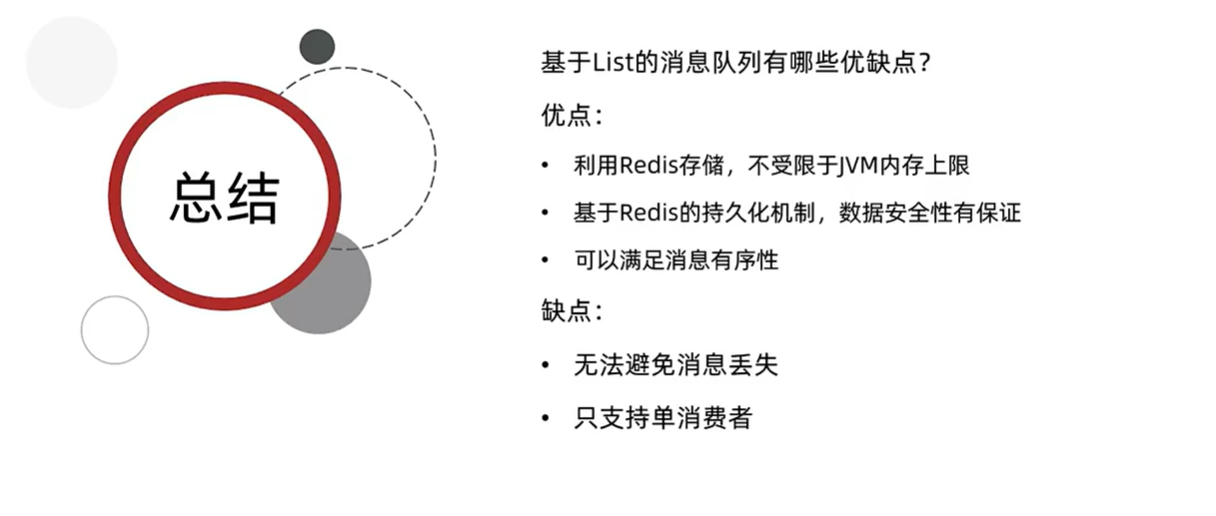 总结
基于List的消息队列有哪些优缺点？
优点：
• 利用Redis存储，不受限于JVM内存上限
• 基于Redis的持久化机制，数据安全性有保证
• 可以满足消息有序性
缺点：
• 无法避免消息丢失
• 只支持单消费者